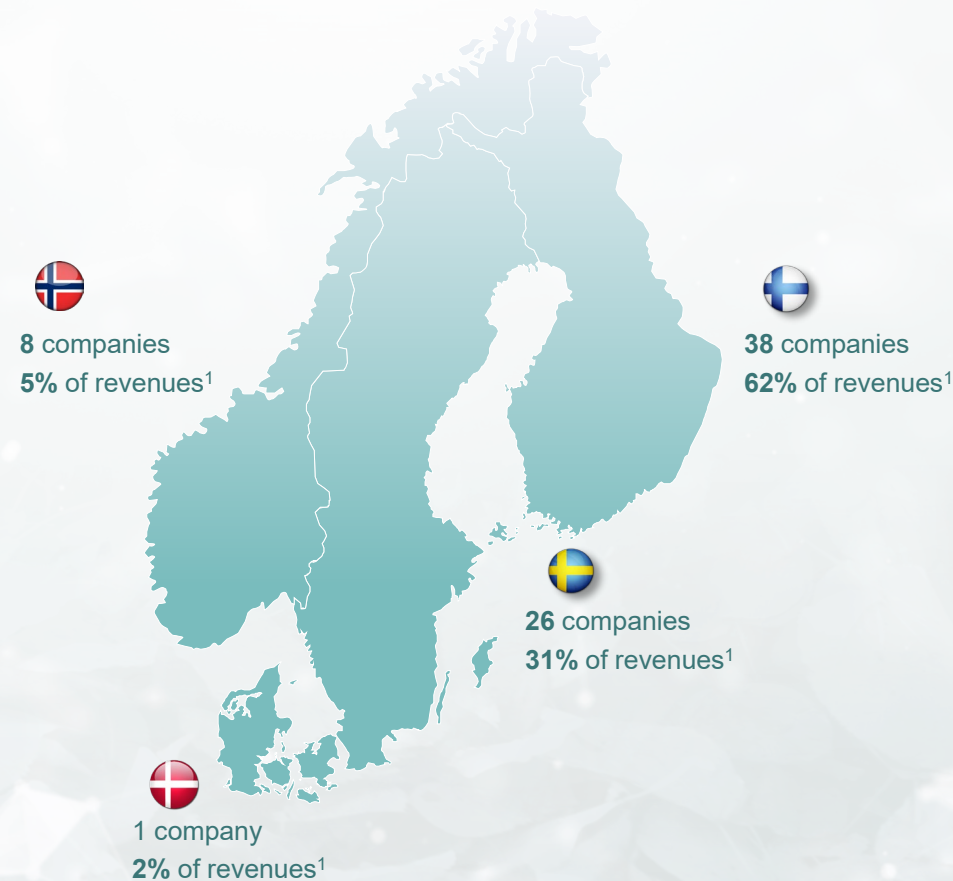 8 companies
5% of revenues¹
38 companies
62% of revenues¹
26 companies
31% of revenues¹
1 company
2% of revenues¹